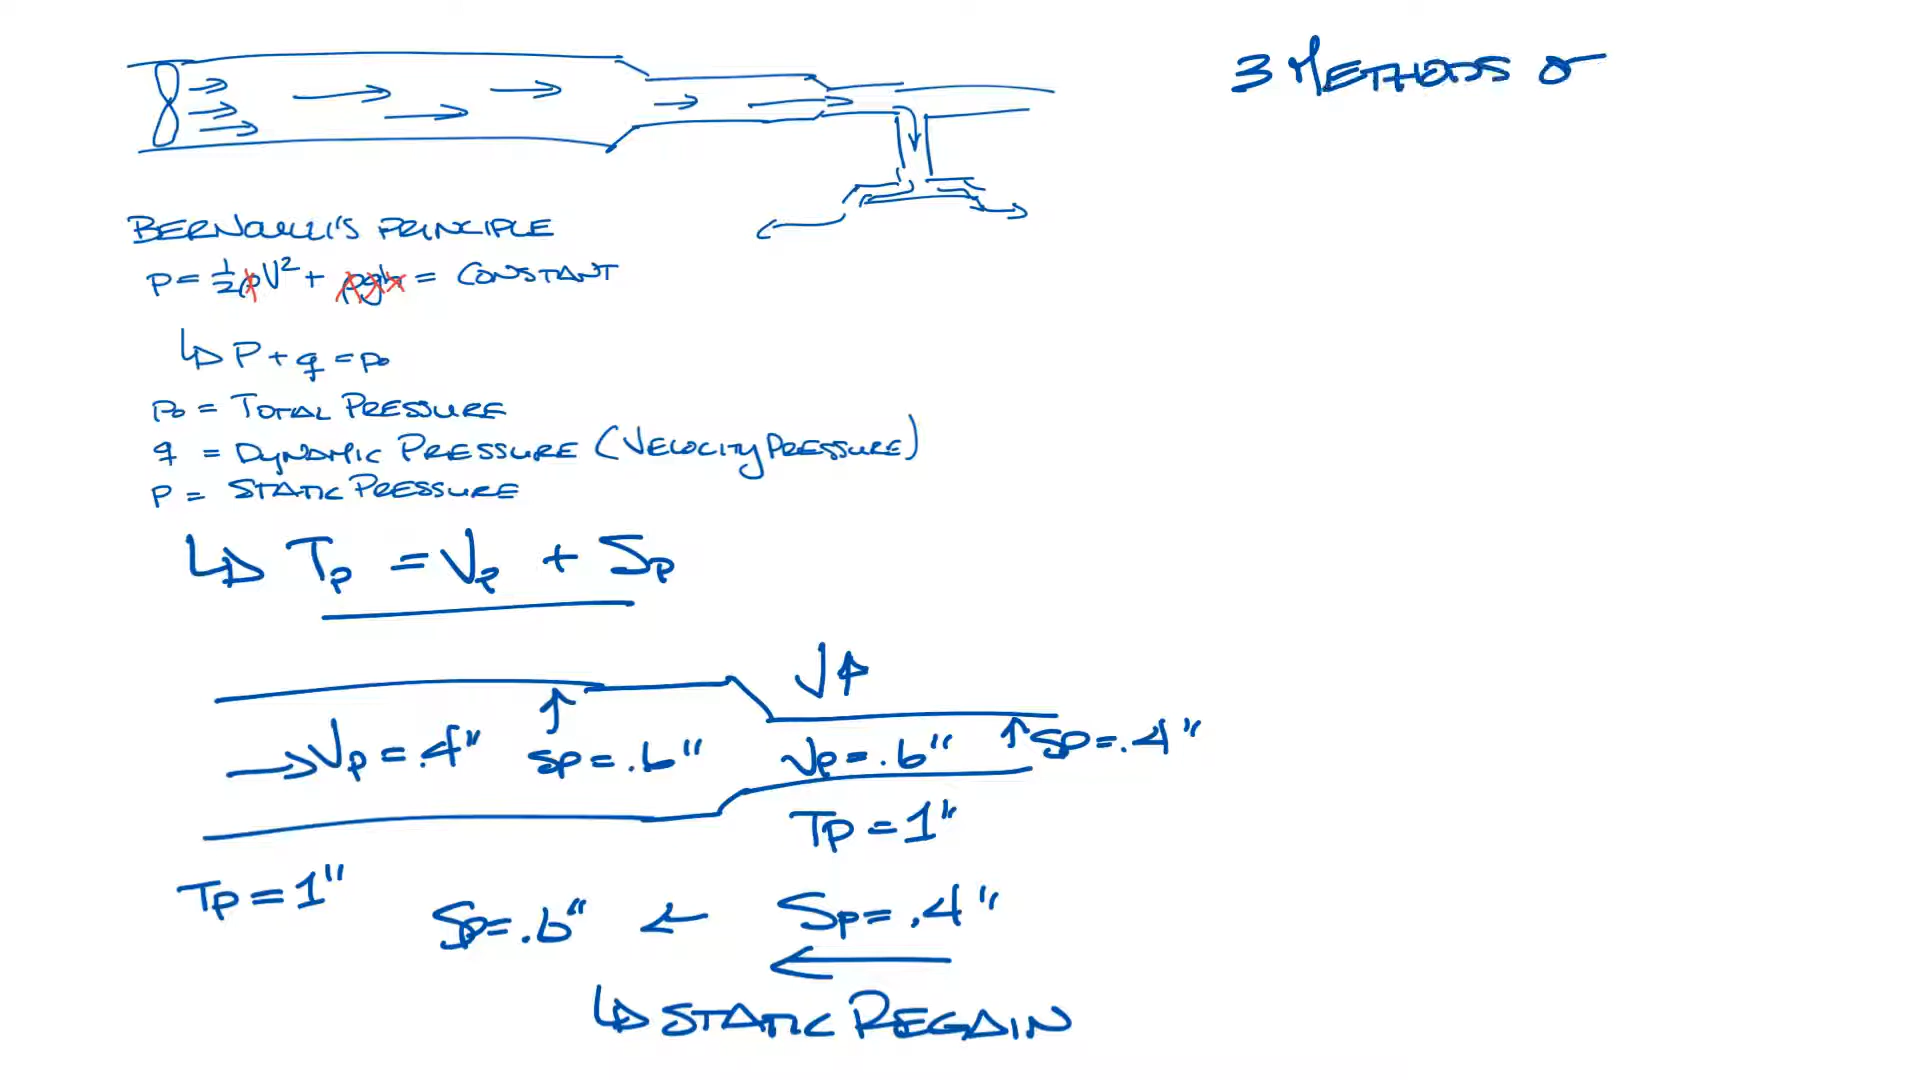 3 METHODS O
BERNOULLI'S PRINCIPLE
P = 1/2 ρV² + ρgh = CONSTANT
↳ P + q = p₀
p₀ = TOTAL PRESSURE
q = DYNAMIC PRESSURE (VELOCITY PRESSURE)
P = STATIC PRESSURE
↳ Tp = Vp + Sp
Vp
→ Vp = .4" ↑ SP = .6" Vp = .6" ↑ SP = .4"
Tp = 1"
Tp = 1"
Sp = .6" ← Sp = .4"
↳ STATIC REGAIN